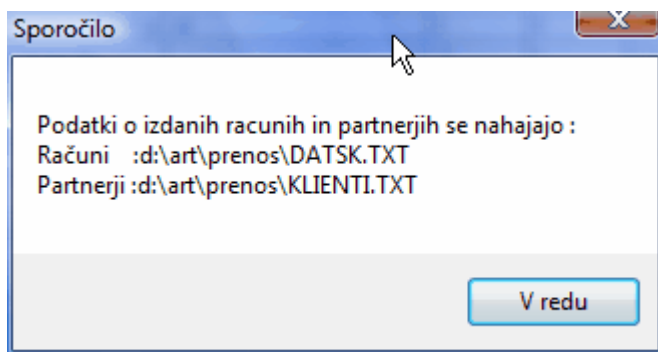 Sporočilo
Podatki o izdanih racunih in partnerjih se nahajajo :
Računi :d:\art\prenos\DATSK.TXT
Partnerji :d:\art\prenos\KLIENTI.TXT
V redu